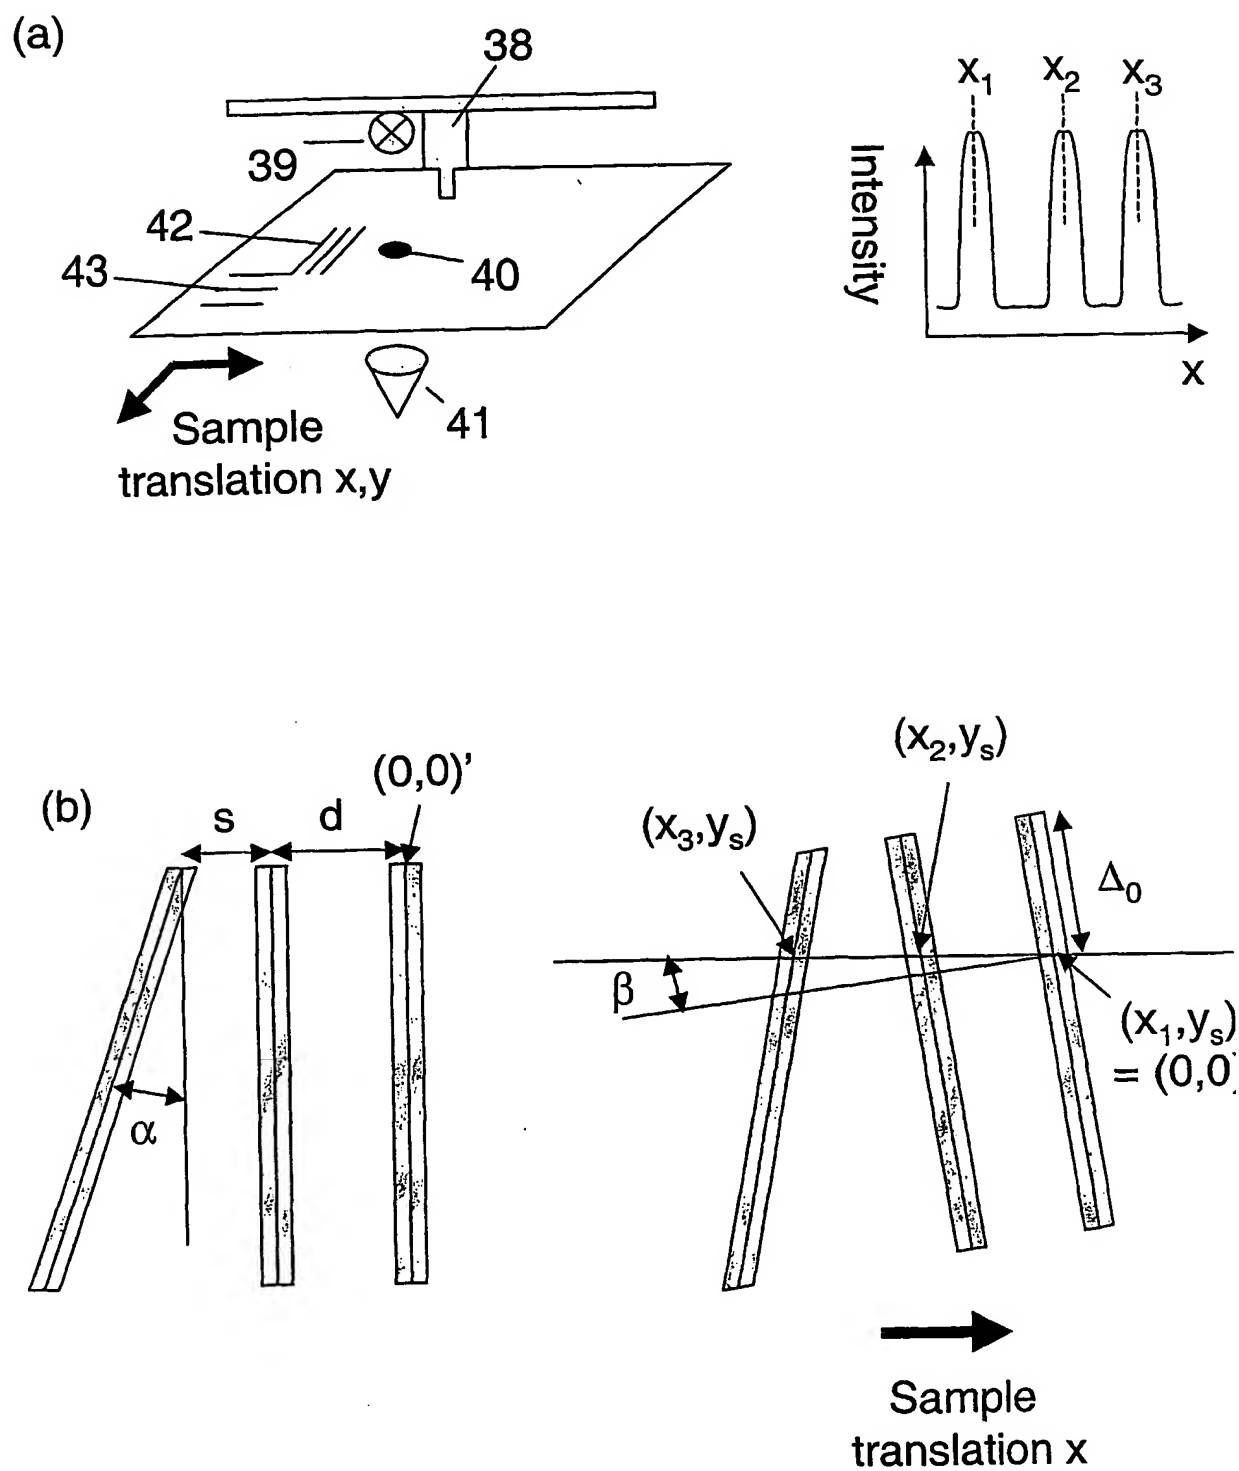 (a)
38
39
42
43
40
41
Sample
translation x,y
x₁ x₂ x₃
Intensity
x
(b)
s
d
(0,0)’
α
(x₂,yₛ)
(x₃,yₛ)
Δ₀
β
(x₁,yₛ)
= (0,0)
Sample
translation x